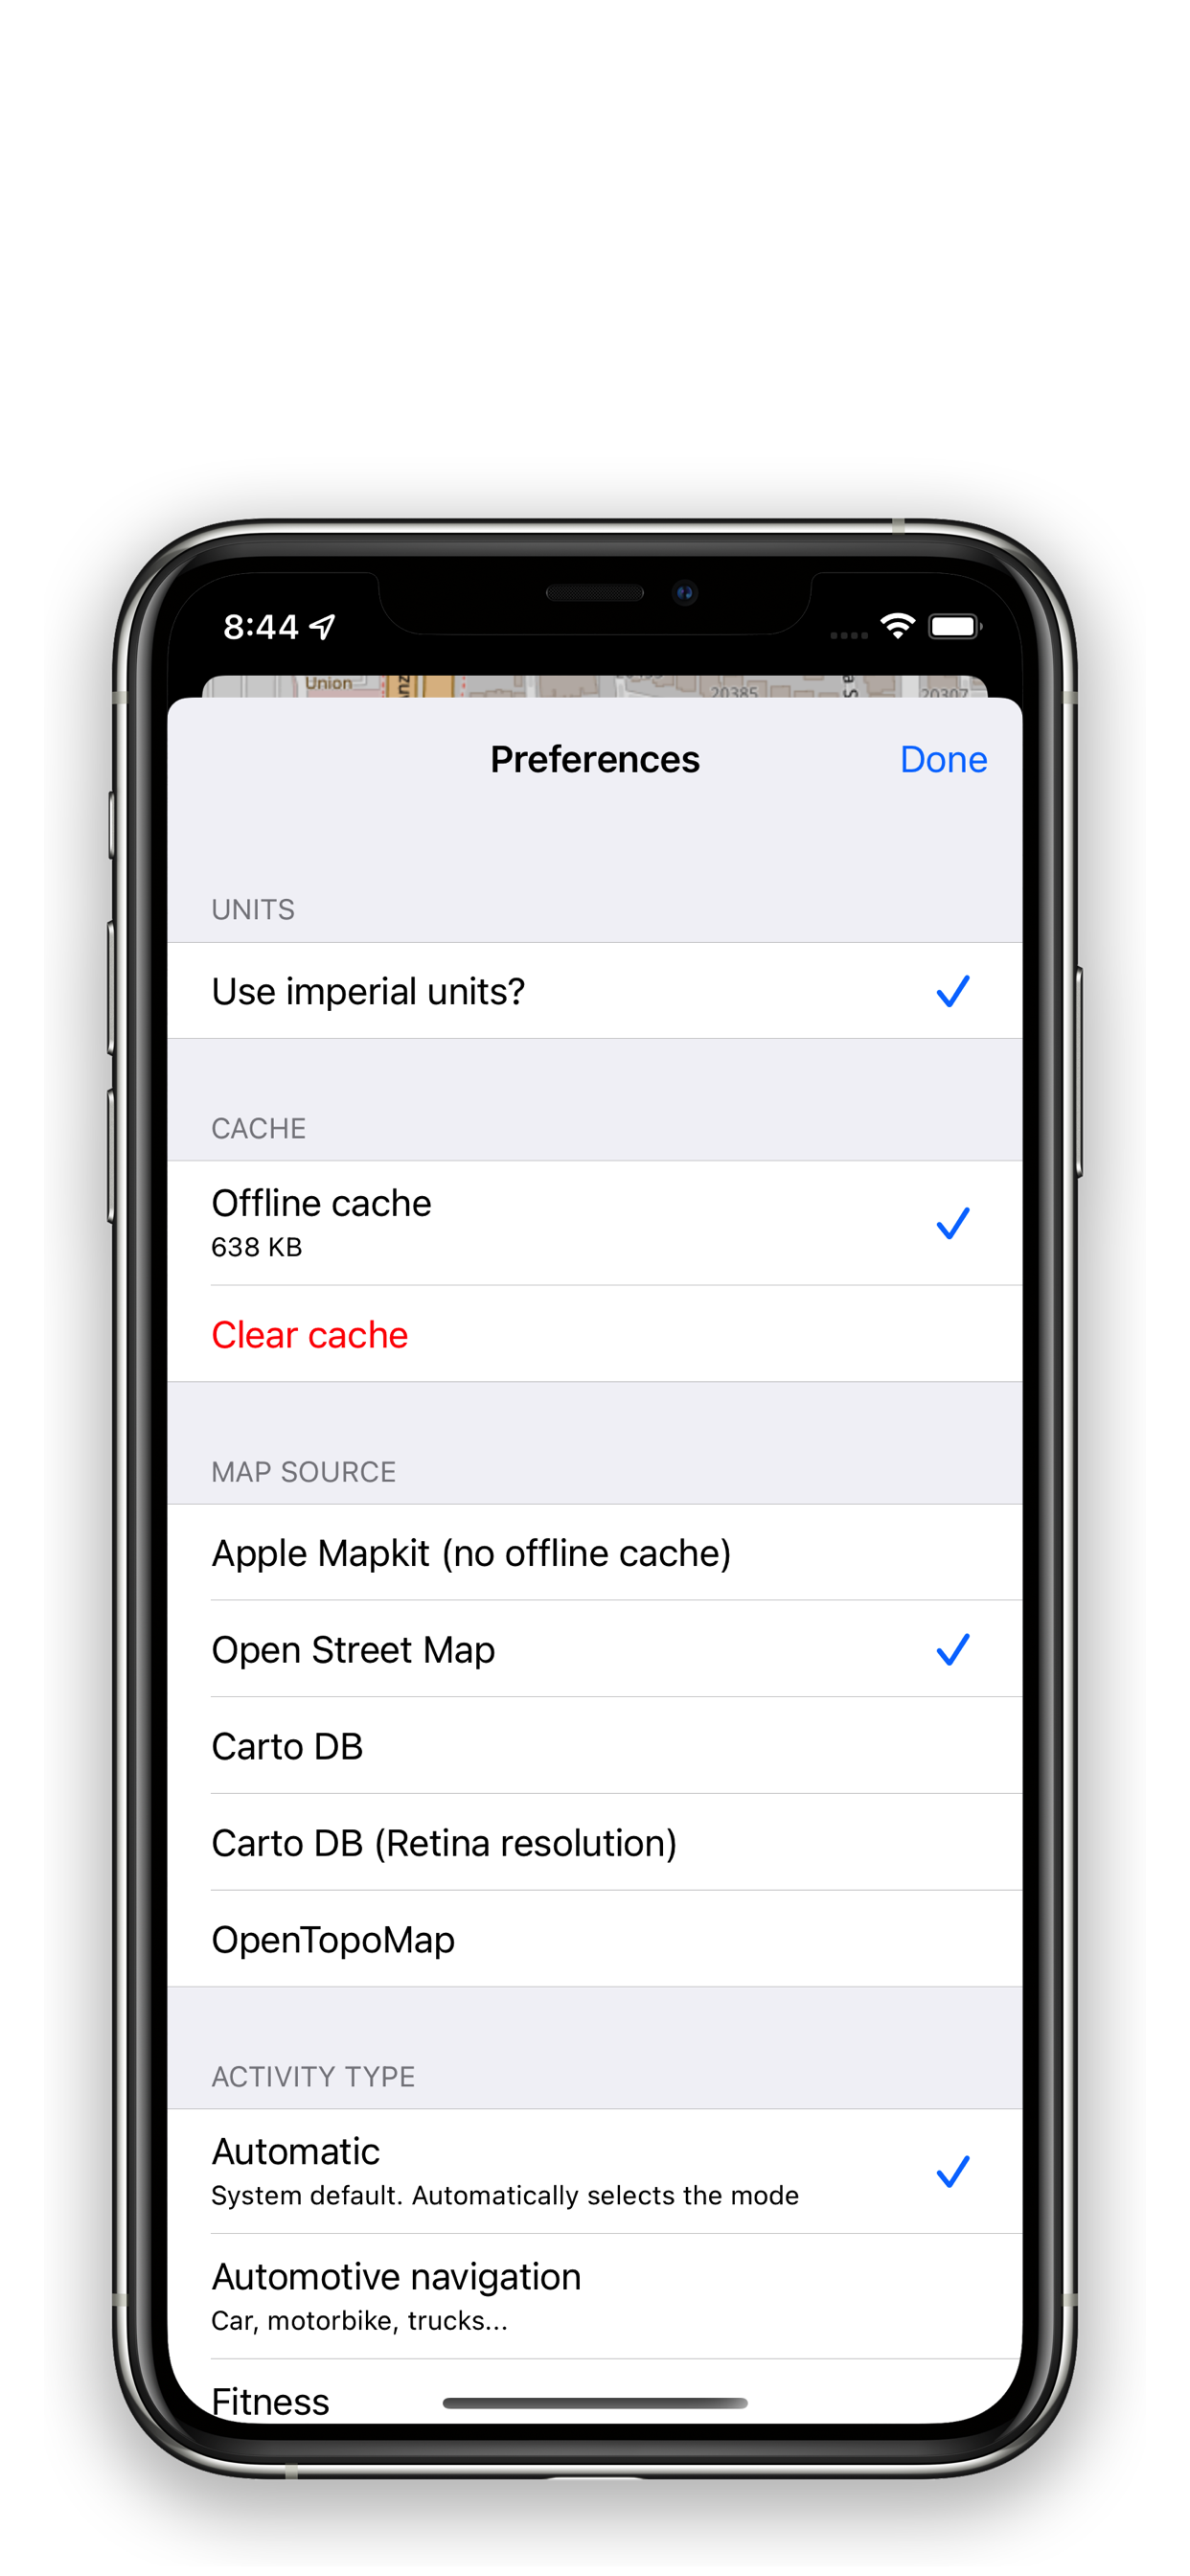 8:44
Union
20385
20307
Preferences
Done
UNITS
Use imperial units?
CACHE
Offline cache
638 KB
Clear cache
MAP SOURCE
Apple Mapkit (no offline cache)
Open Street Map
Carto DB
Carto DB (Retina resolution)
OpenTopoMap
ACTIVITY TYPE
Automatic
System default. Automatically selects the mode
Automotive navigation
Car, motorbike, trucks...
Fitness